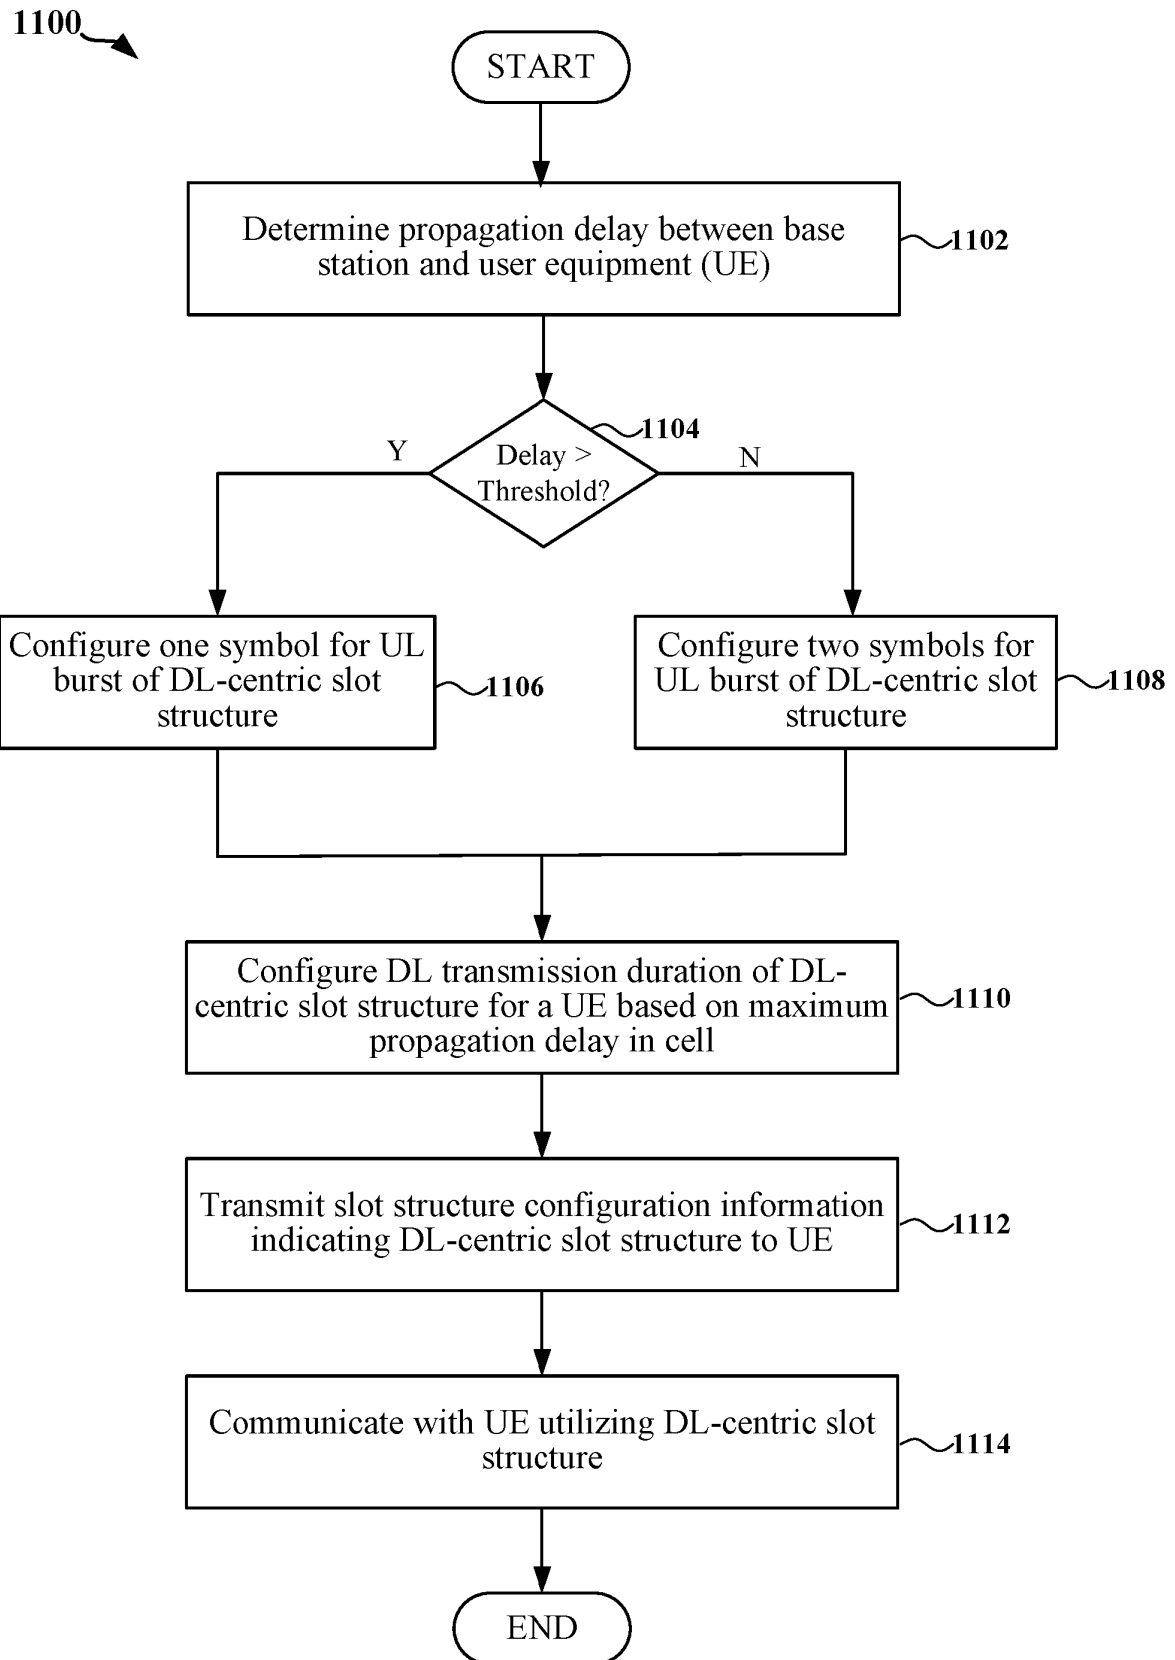 1100
START
Determine propagation delay between base
station and user equipment (UE)
1102
1104
Delay >
Threshold?
Y
N
Configure one symbol for UL
burst of DL-centric slot
structure
1106
Configure two symbols for
UL burst of DL-centric slot
structure
1108
Configure DL transmission duration of DL-
centric slot structure for a UE based on maximum
propagation delay in cell
1110
Transmit slot structure configuration information
indicating DL-centric slot structure to UE
1112
Communicate with UE utilizing DL-centric slot
structure
1114
END